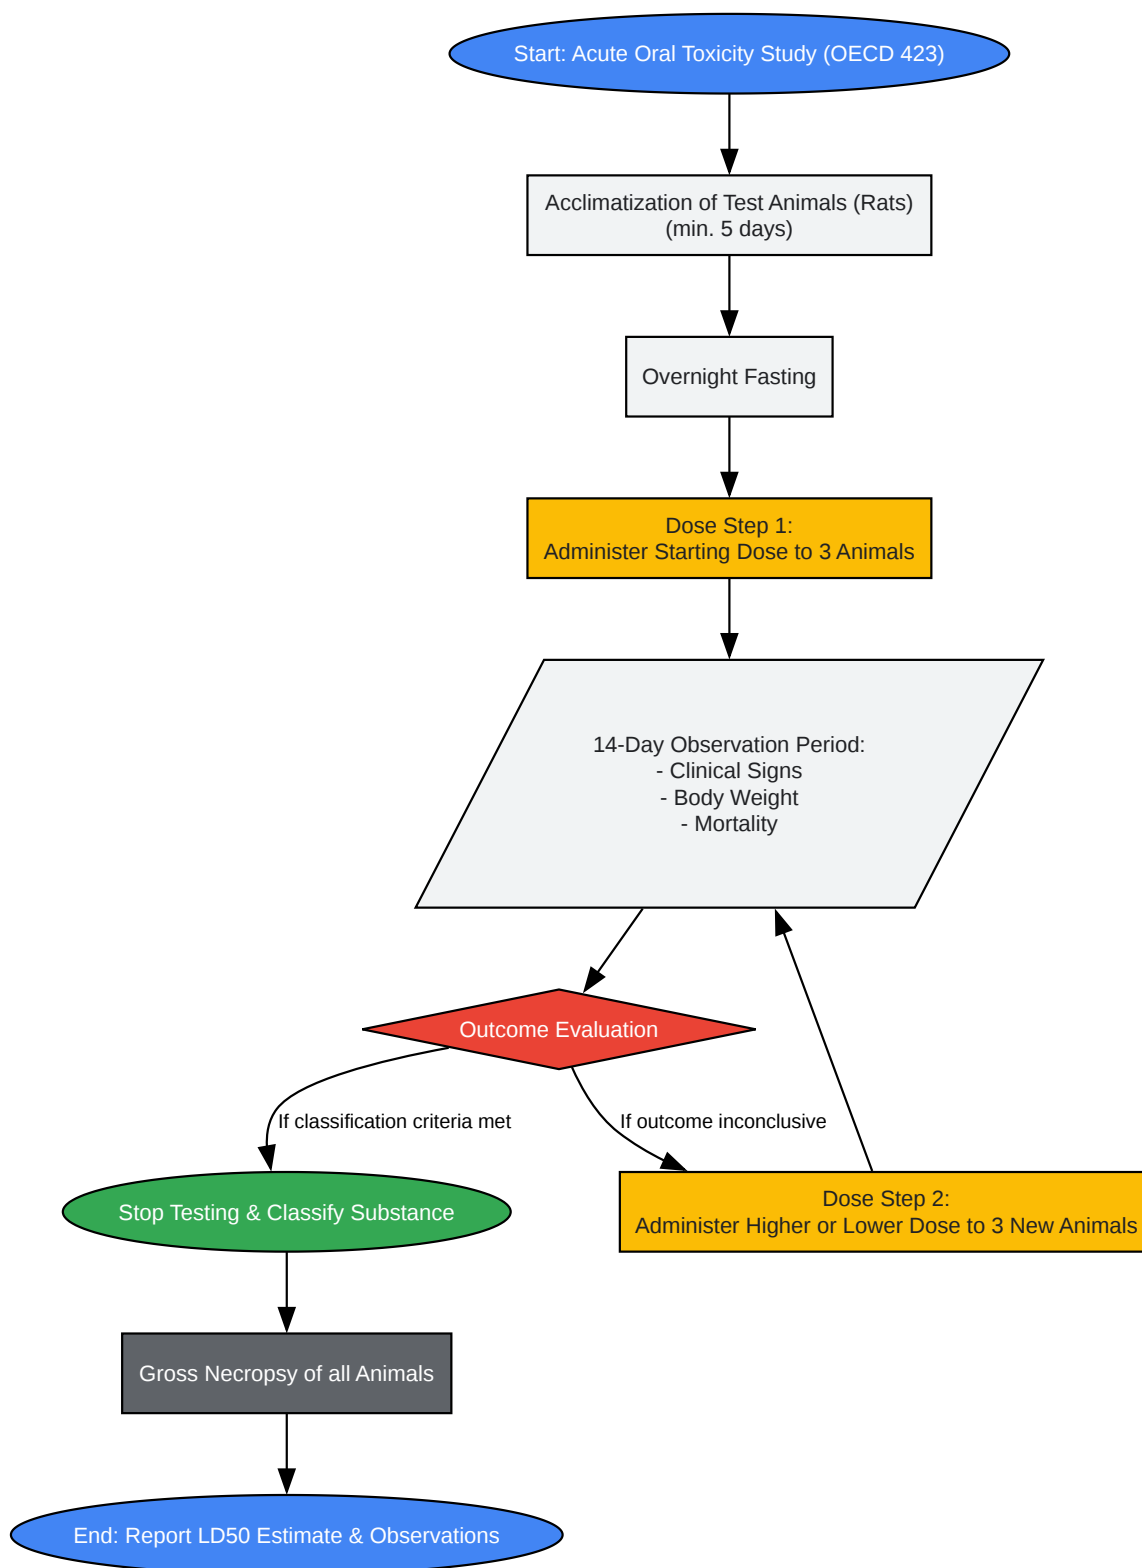 Start: Acute Oral Toxicity Study (OECD 423)
Acclimatization of Test Animals (Rats)
(min. 5 days)
Overnight Fasting
Dose Step 1:
Administer Starting Dose to 3 Animals
14-Day Observation Period:
- Clinical Signs
- Body Weight
- Mortality
Outcome Evaluation
If classification criteria met
If outcome inconclusive
Stop Testing & Classify Substance
Dose Step 2:
Administer Higher or Lower Dose to 3 New Animals
Gross Necropsy of all Animals
End: Report LD50 Estimate & Observations